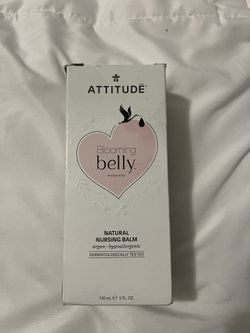 ATTITUDE
Blooming
belly
maternity
NATURAL
NURSING BALM
argan • hypoallergenic
DERMATOLOGICALLY TESTED
150 mL ℮ 5 FL. OZ